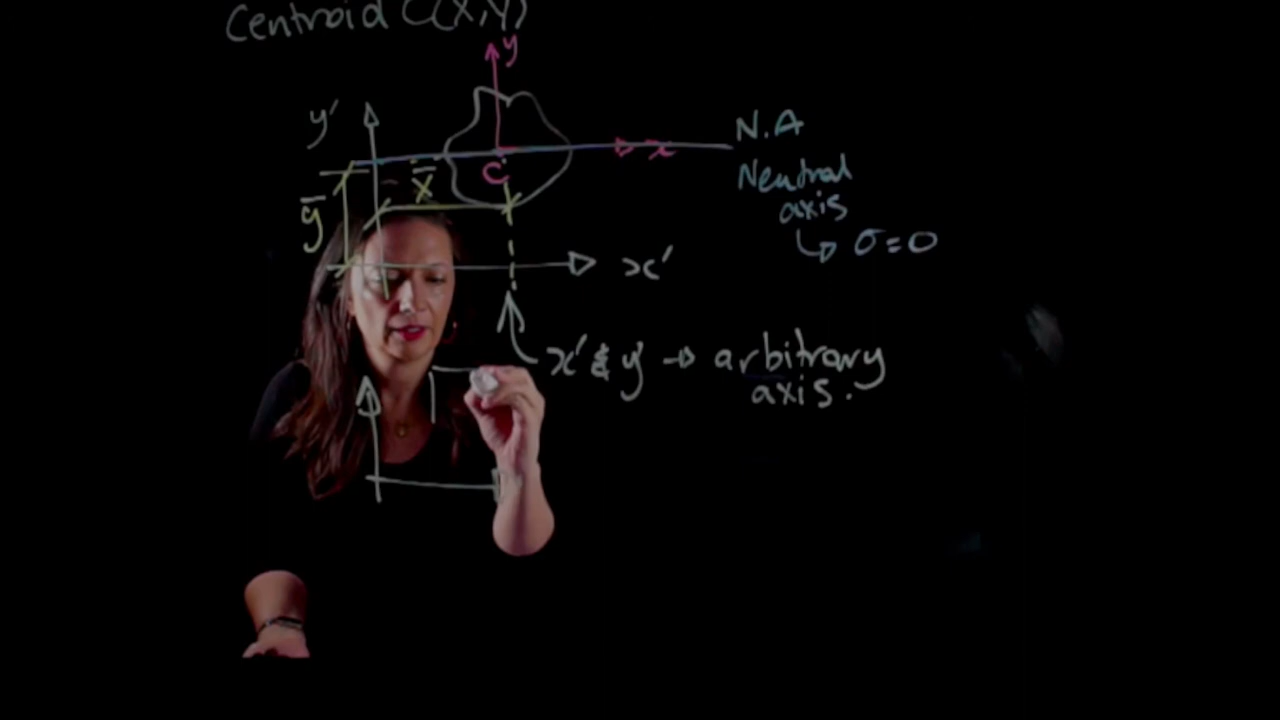 Centroid C(x̄,ȳ)
y
y'
N.A
x
C
x̄
Neutral
axis
ȳ
↳ σ=0
x'
x' & y' → arbitrary
axis.